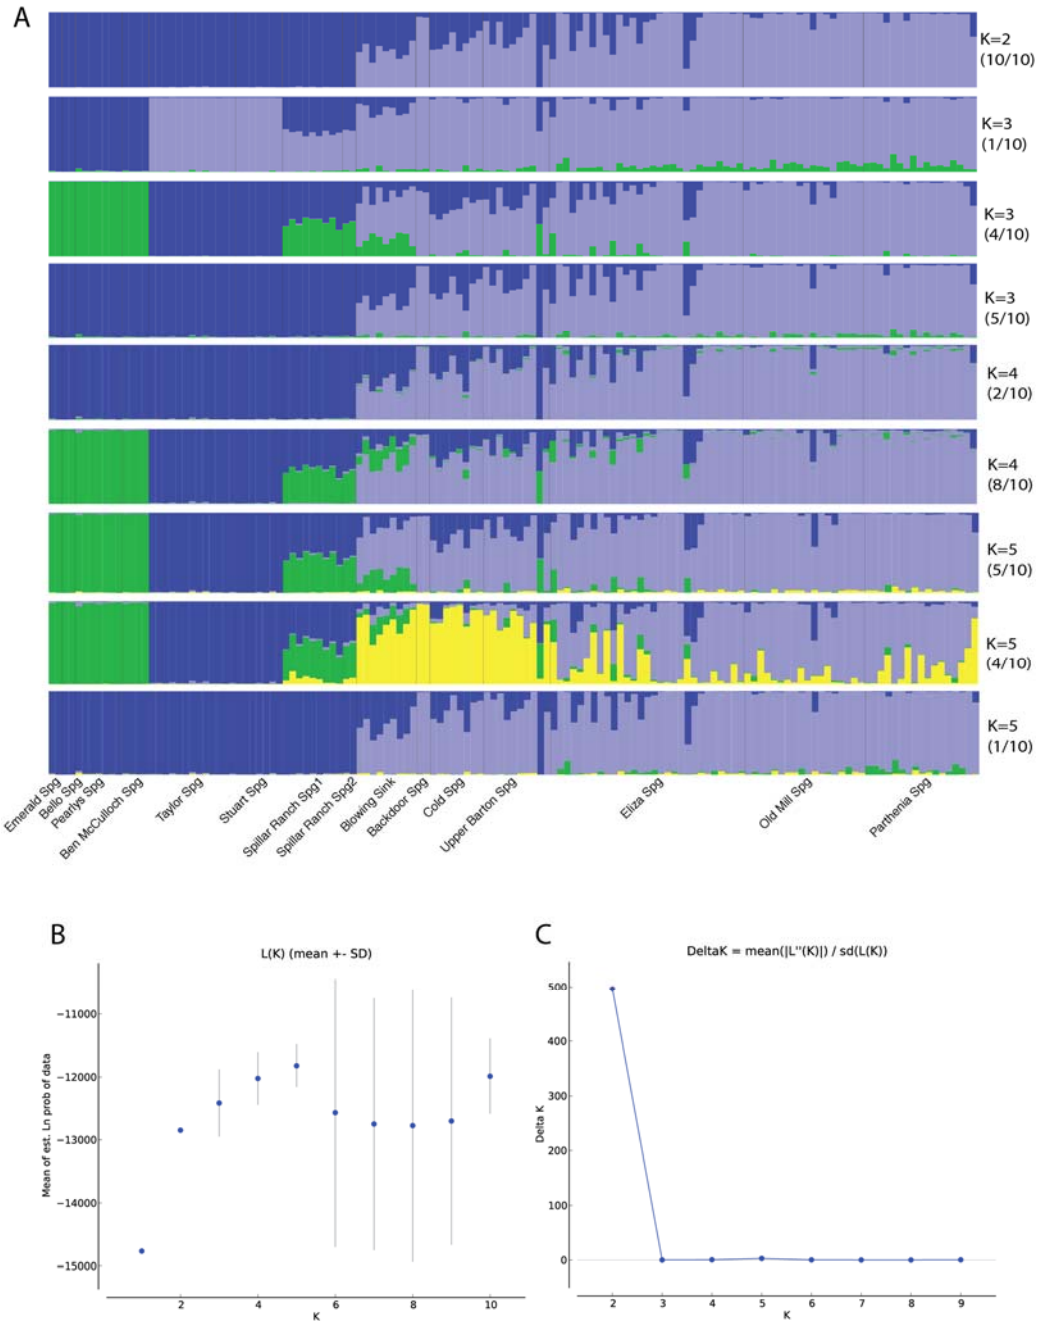 A
K=2
(10/10)
K=3
(1/10)
K=3
(4/10)
K=3
(5/10)
K=4
(2/10)
K=4
(8/10)
K=5
(5/10)
K=5
(4/10)
K=5
(1/10)
Emerald Spg
Bello Spg
Pearlys Spg
Ben McCulloch Spg
Taylor Spg
Stuart Spg
Spillar Ranch Spg1
Spillar Ranch Spg2
Blowing Sink
Backdoor Spg
Cold Spg
Upper Barton Spg
Eliza Spg
Old Mill Spg
Parthenia Spg
B
L(K) (mean +- SD)
Mean of est. Ln prob of data
−11000
−12000
−13000
−14000
−15000
2 4 6 8 10
K
C
DeltaK = mean(|L''(K)|) / sd(L(K))
Delta K
500
400
300
200
100
0
2 3 4 5 6 7 8 9
K